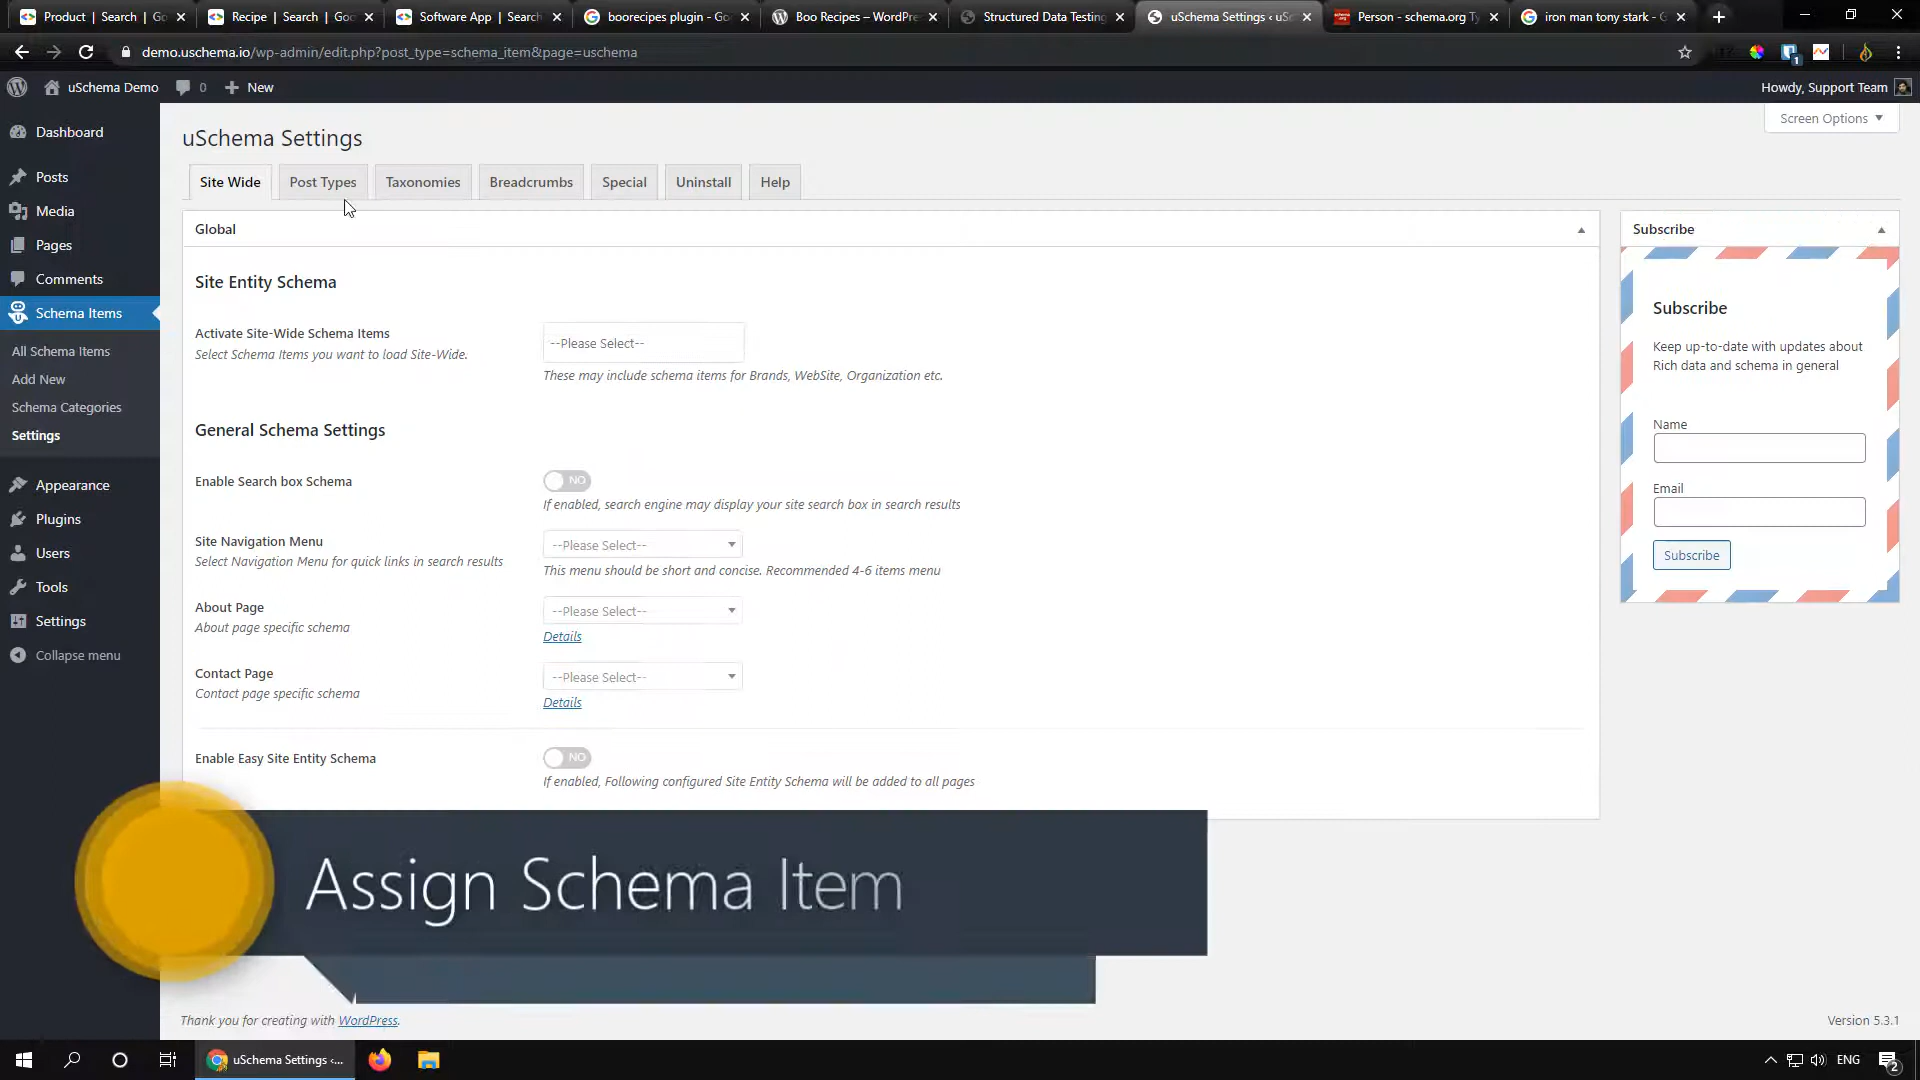 Product | Search | Go
Recipe | Search | Goo
Software App | Search
boorecipes plugin - Go
Boo Recipes – WordPre
Structured Data Testing
uSchema Settings ‹ uSc
Person - schema.org Ty
iron man tony stark - G
demo.uschema.io/wp-admin/edit.php?post_type=schema_item&page=uschema
uSchema Demo
0
New
Howdy, Support Team
Screen Options
Dashboard
Posts
Media
Pages
Comments
Schema Items
All Schema Items
Add New
Schema Categories
Settings
Appearance
Plugins
Users
Tools
Settings
Collapse menu
uSchema Settings
Site Wide
Post Types
Taxonomies
Breadcrumbs
Special
Uninstall
Help
Global
Site Entity Schema
Activate Site-Wide Schema Items
Select Schema Items you want to load Site-Wide.
--Please Select--
These may include schema items for Brands, WebSite, Organization etc.
General Schema Settings
Enable Search box Schema
NO
If enabled, search engine may display your site search box in search results
Site Navigation Menu
Select Navigation Menu for quick links in search results
--Please Select--
This menu should be short and concise. Recommended 4-6 items menu
About Page
About page specific schema
--Please Select--
Details
Contact Page
Contact page specific schema
--Please Select--
Details
Enable Easy Site Entity Schema
NO
If enabled, Following configured Site Entity Schema will be added to all pages
Subscribe
Subscribe
Keep up-to-date with updates about
Rich data and schema in general
Name
Email
Subscribe
Assign Schema Item
Thank you for creating with WordPress.
Version 5.3.1
uSchema Settings ‹...
ENG
2